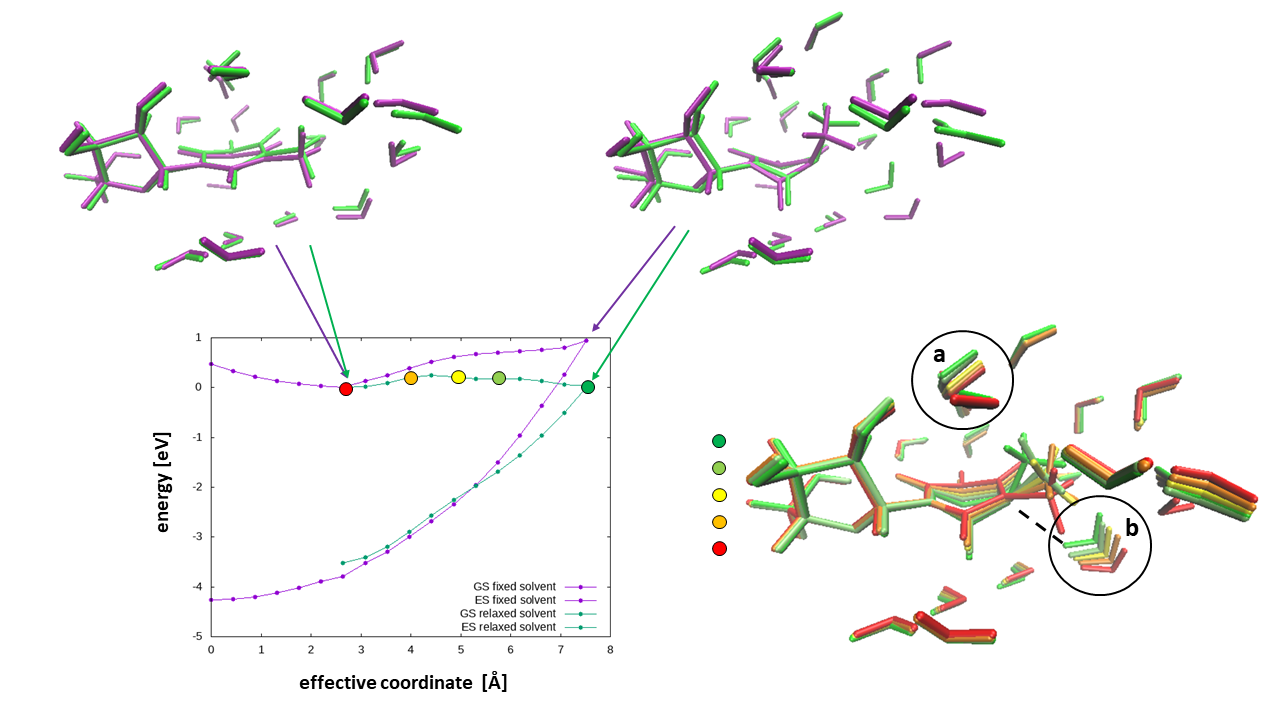 a
b
1
0
-1
-2
-3
-4
-5
energy [eV]
GS fixed solvent
ES fixed solvent
GS relaxed solvent
ES relaxed solvent
0 1 2 3 4 5 6 7 8
effective coordinate [Å]